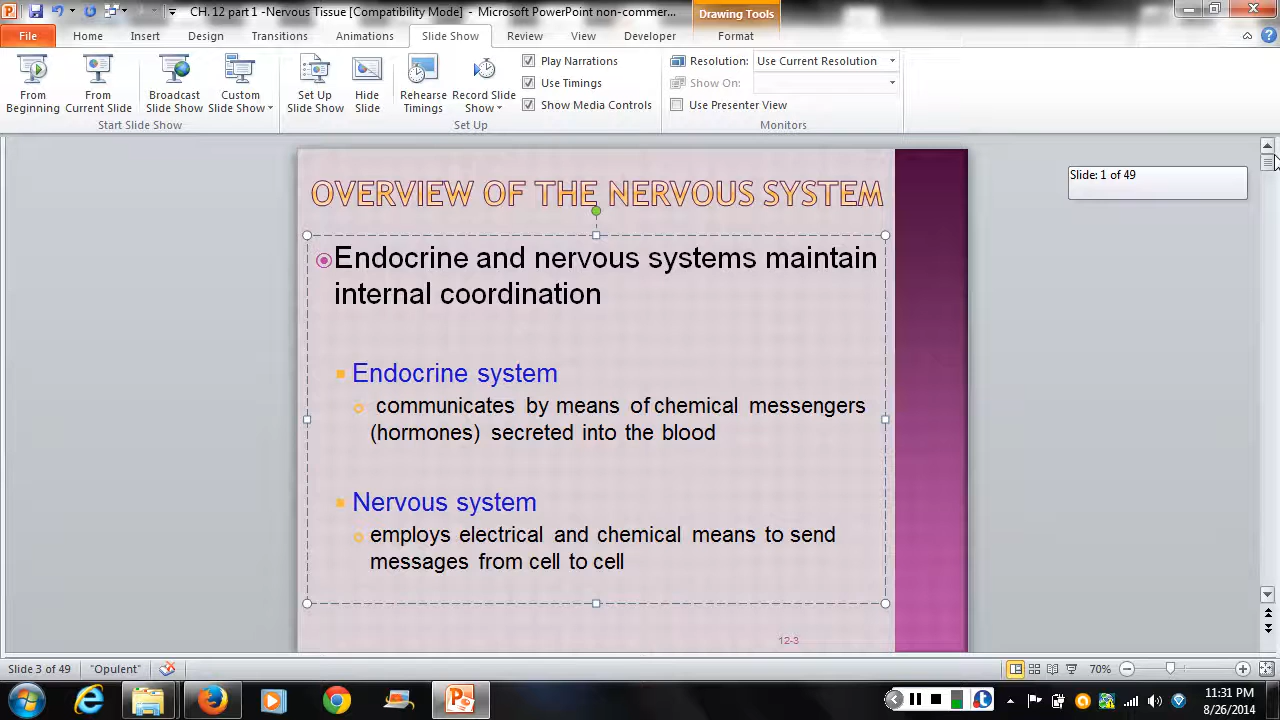 CH. 12 part 1 -Nervous Tissue [Compatibility Mode] - Microsoft PowerPoint non-commer...
Drawing Tools
File Home Insert Design Transitions Animations Slide Show Review View Developer Format
From Beginning
From Current Slide
Broadcast Slide Show
Custom Slide Show
Start Slide Show
Set Up Slide Show
Hide Slide
Rehearse Timings
Record Slide Show
Play Narrations
Use Timings
Show Media Controls
Set Up
Resolution: Use Current Resolution
Show On:
Use Presenter View
Monitors
Slide: 1 of 49
OVERVIEW OF THE NERVOUS SYSTEM
Endocrine and nervous systems maintain
internal coordination
Endocrine system
communicates by means of chemical messengers
(hormones) secreted into the blood
Nervous system
employs electrical and chemical means to send
messages from cell to cell
12-3
Slide 3 of 49 "Opulent" 70%
11:31 PM
8/26/2014